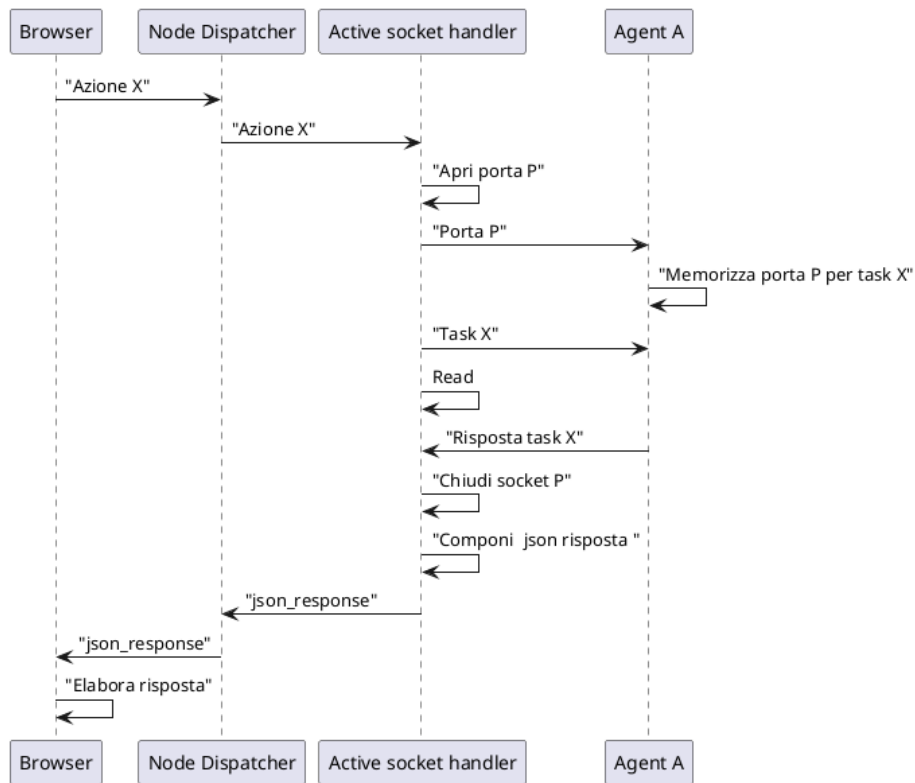 Browser
Node Dispatcher
Active socket handler
Agent A
"Azione X"
"Azione X"
"Apri porta P"
"Porta P"
"Memorizza porta P per task X"
"Task X"
Read
"Risposta task X"
"Chiudi socket P"
"Componi  json risposta "
"json_response"
"json_response"
"Elabora risposta"
Browser
Node Dispatcher
Active socket handler
Agent A